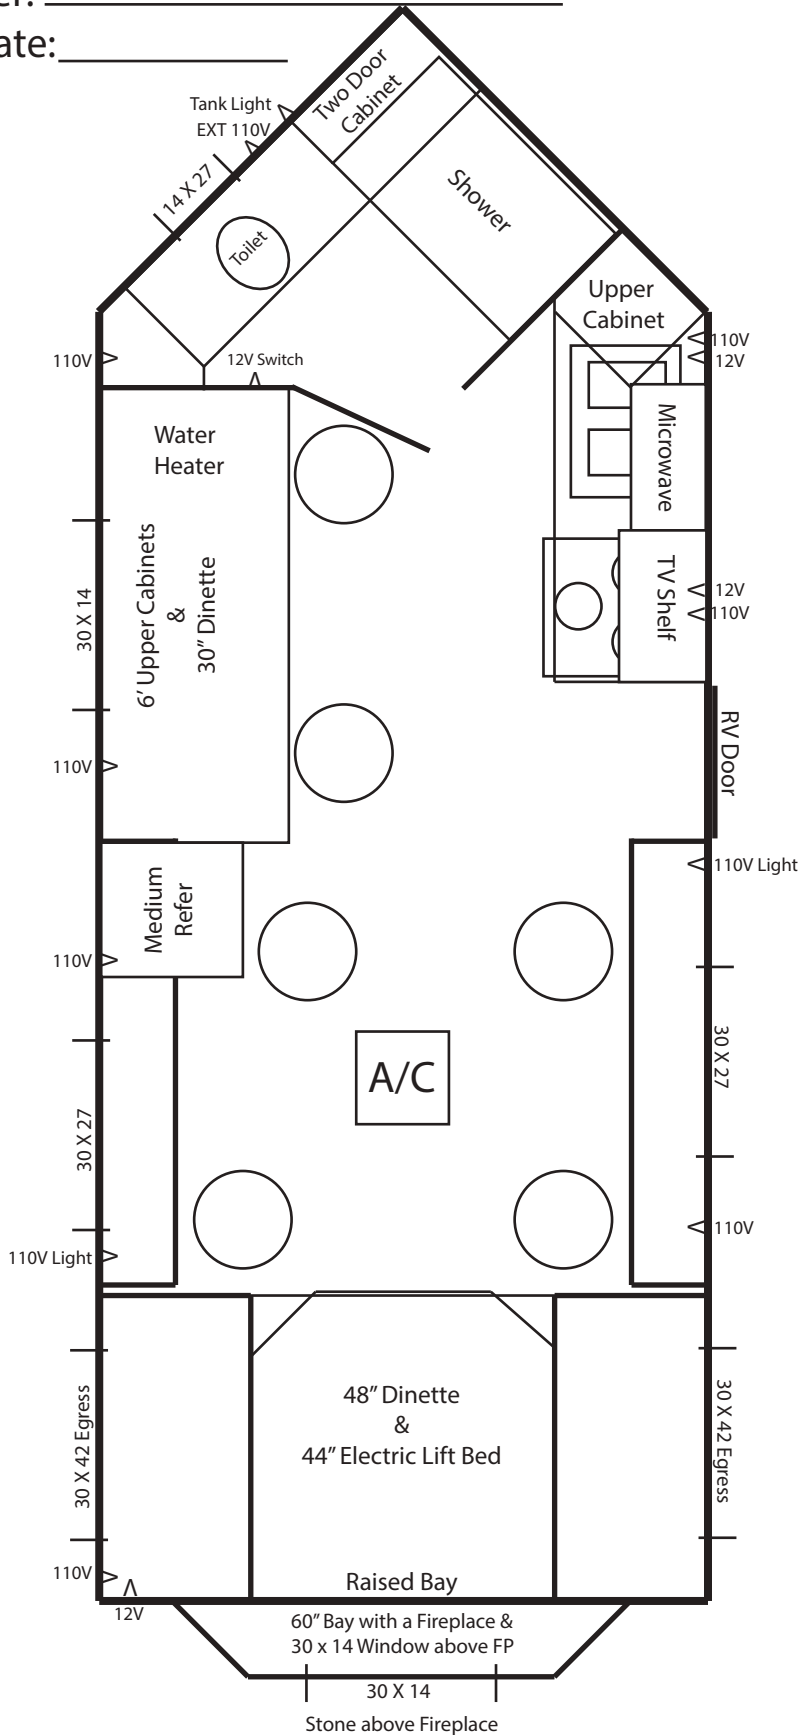 er:
ate:
Tank Light
EXT 110V
Two Door
Cabinet
14 X 27
Toilet
Shower
Upper
Cabinet
110V
12V
110V
12V Switch
Water
Heater
Microwave
30 X 14
6' Upper Cabinets
&
30” Dinette
TV Shelf
12V
110V
110V
RV Door
110V Light
Medium
Refer
110V
30 X 27
A/C
30 X 27
110V
110V Light
30 X 42 Egress
48” Dinette
&
44” Electric Lift Bed
30 X 42 Egress
110V
Raised Bay
12V
60” Bay with a Fireplace &
30 x 14 Window above FP
30 X 14
Stone above Fireplace